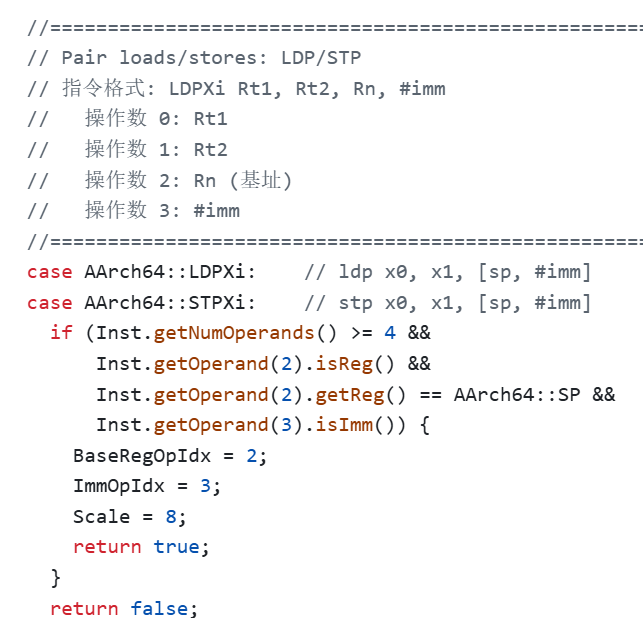 //====================================================
// Pair loads/stores: LDP/STP
// 指令格式: LDPXi Rt1, Rt2, Rn, #imm
//   操作数 0: Rt1
//   操作数 1: Rt2
//   操作数 2: Rn (基址)
//   操作数 3: #imm
//====================================================
case AArch64::LDPXi:    // ldp x0, x1, [sp, #imm]
case AArch64::STPXi:    // stp x0, x1, [sp, #imm]
  if (Inst.getNumOperands() >= 4 &&
      Inst.getOperand(2).isReg() &&
      Inst.getOperand(2).getReg() == AArch64::SP &&
      Inst.getOperand(3).isImm()) {
    BaseRegOpIdx = 2;
    ImmOpIdx = 3;
    Scale = 8;
    return true;
  }
  return false;